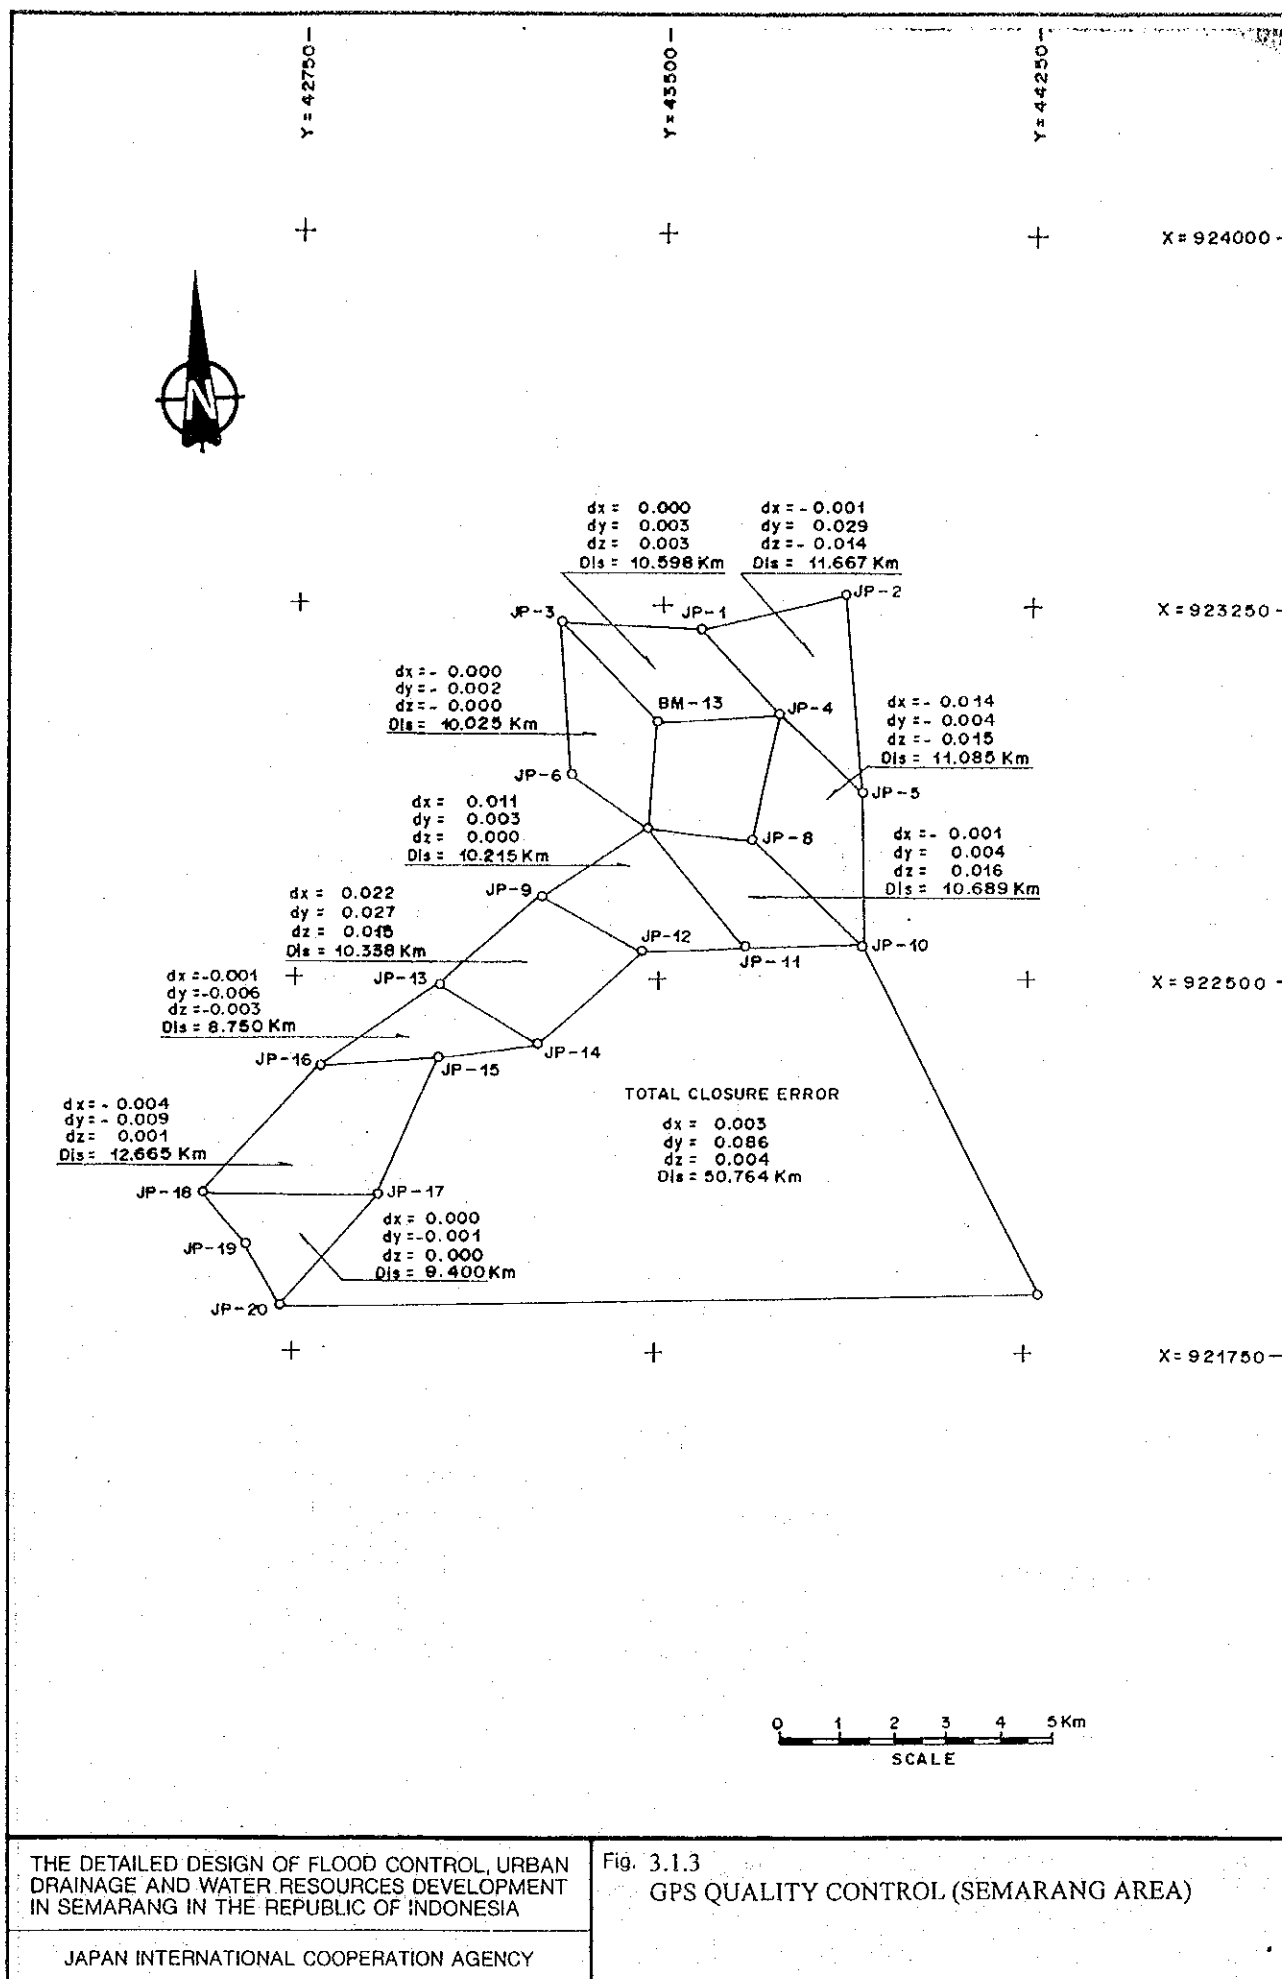 Y = 42750
Y = 43500
Y = 44250
X = 924000
N
dx = 0.000
dy = 0.003
dz = 0.003
Dis = 10.598 Km
dx = - 0.001
dy = 0.029
dz = - 0.014
Dis = 11.667 Km
JP-2
JP-3
JP-1
X = 923250
dx = - 0.000
dy = - 0.002
dz = - 0.000
Dis = 10.025 Km
BM-13
JP-4
dx = - 0.014
dy = - 0.004
dz = - 0.015
Dis = 11.085 Km
JP-6
JP-5
dx = 0.011
dy = 0.003
dz = 0.000
Dis = 10.215 Km
JP-8
dx = - 0.001
dy = 0.004
dz = 0.016
Dis = 10.689 Km
JP-9
dx = 0.022
dy = 0.027
dz = 0.015
Dis = 10.338 Km
JP-12
JP-11
JP-10
JP-13
X = 922500
dx = -0.001
dy = -0.006
dz = -0.003
Dis = 8.750 Km
JP-16
JP-15
JP-14
TOTAL CLOSURE ERROR
dx = 0.003
dy = 0.086
dz = 0.004
Dis = 50.764 Km
dx = - 0.004
dy = - 0.009
dz = 0.001
Dis = 12.665 Km
JP-18
JP-17
dx = 0.000
dy = -0.001
dz = 0.000
Dis = 9.400 Km
JP-19
JP-20
X = 921750
0 1 2 3 4 5 Km
SCALE
THE DETAILED DESIGN OF FLOOD CONTROL, URBAN
DRAINAGE AND WATER RESOURCES DEVELOPMENT
IN SEMARANG IN THE REPUBLIC OF INDONESIA
JAPAN INTERNATIONAL COOPERATION AGENCY
Fig. 3.1.3
GPS QUALITY CONTROL (SEMARANG AREA)